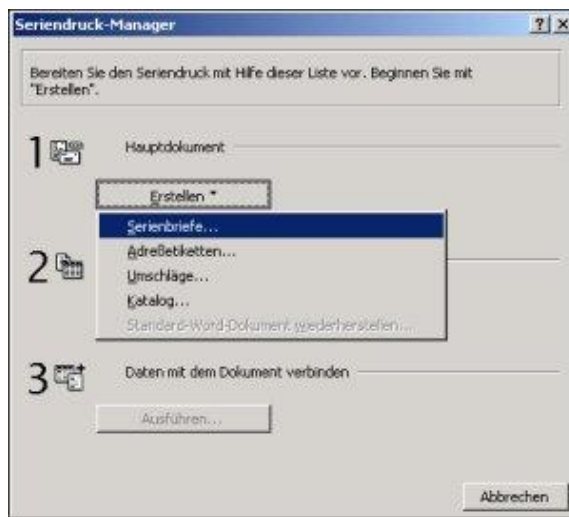 Seriendruck-Manager
Bereiten Sie den Seriendruck mit Hilfe dieser Liste vor. Beginnen Sie mit
"Erstellen".
1
Hauptdokument
Erstellen
Serienbriefe...
Adreßetiketten...
2
Umschläge...
Katalog...
Standard-Word-Dokument wiederherstellen...
3
Daten mit dem Dokument verbinden
Ausführen...
Abbrechen